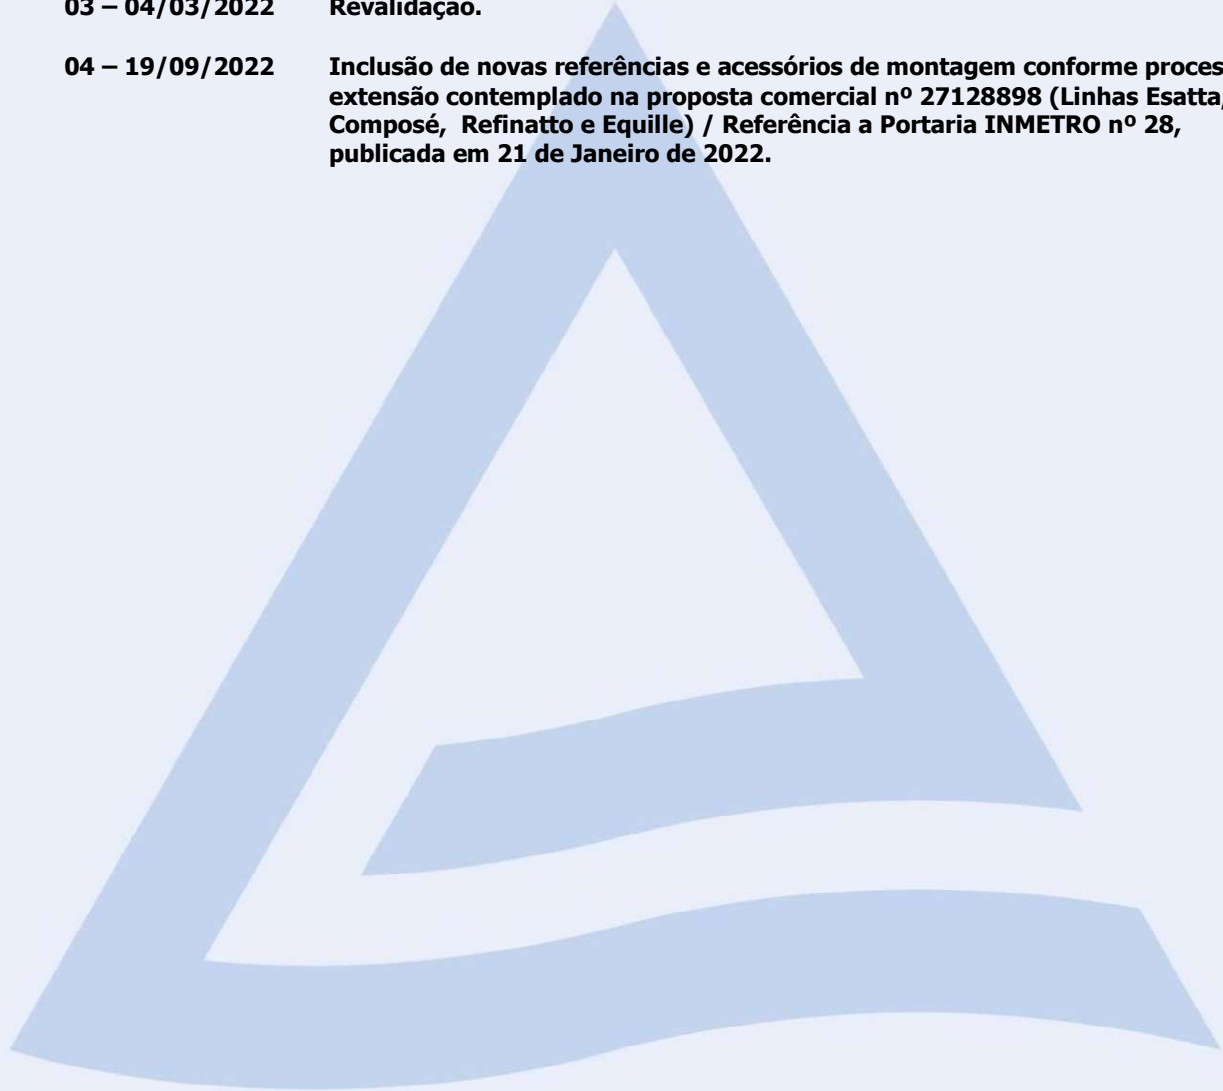 03 – 04/03/2022 Revalidação.
04 – 19/09/2022 Inclusão de novas referências e acessórios de montagem conforme proces
extensão contemplado na proposta comercial nº 27128898 (Linhas Esatta,
Composé, Refinatto e Equille) / Referência a Portaria INMETRO nº 28,
publicada em 21 de Janeiro de 2022.